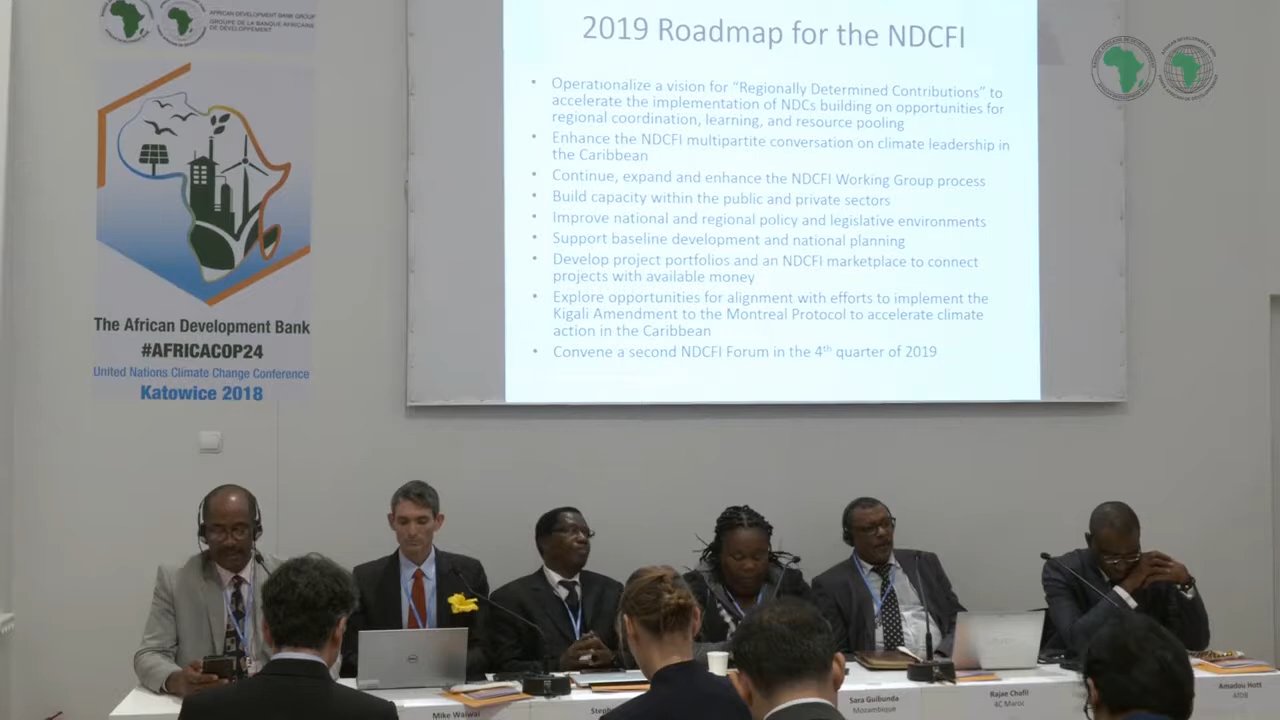 AFRICAN DEVELOPMENT BANK GROUP
GROUPE DE LA BANQUE AFRICAINE
DE DÉVELOPPEMENT
The African Development Bank
#AFRICACOP24
United Nations Climate Change Conference
Katowice 2018
2019 Roadmap for the NDCFI
• Operationalize a vision for “Regionally Determined Contributions” to
accelerate the implementation of NDCs building on opportunities for
regional coordination, learning, and resource pooling
• Enhance the NDCFI multipartite conversation on climate leadership in
the Caribbean
• Continue, expand and enhance the NDCFI Working Group process
• Build capacity within the public and private sectors
• Improve national and regional policy and legislative environments
• Support baseline development and national planning
• Develop project portfolios and an NDCFI marketplace to connect
projects with available money
• Explore opportunities for alignment with efforts to implement the
Kigali Amendment to the Montreal Protocol to accelerate climate
action in the Caribbean
• Convene a second NDCFI Forum in the 4th quarter of 2019
DELL
Mike Waiwai
Steph
Sara Guibunda
Mozambique
Rajae Chafil
4C Maroc
Amadou Hott
AfDB